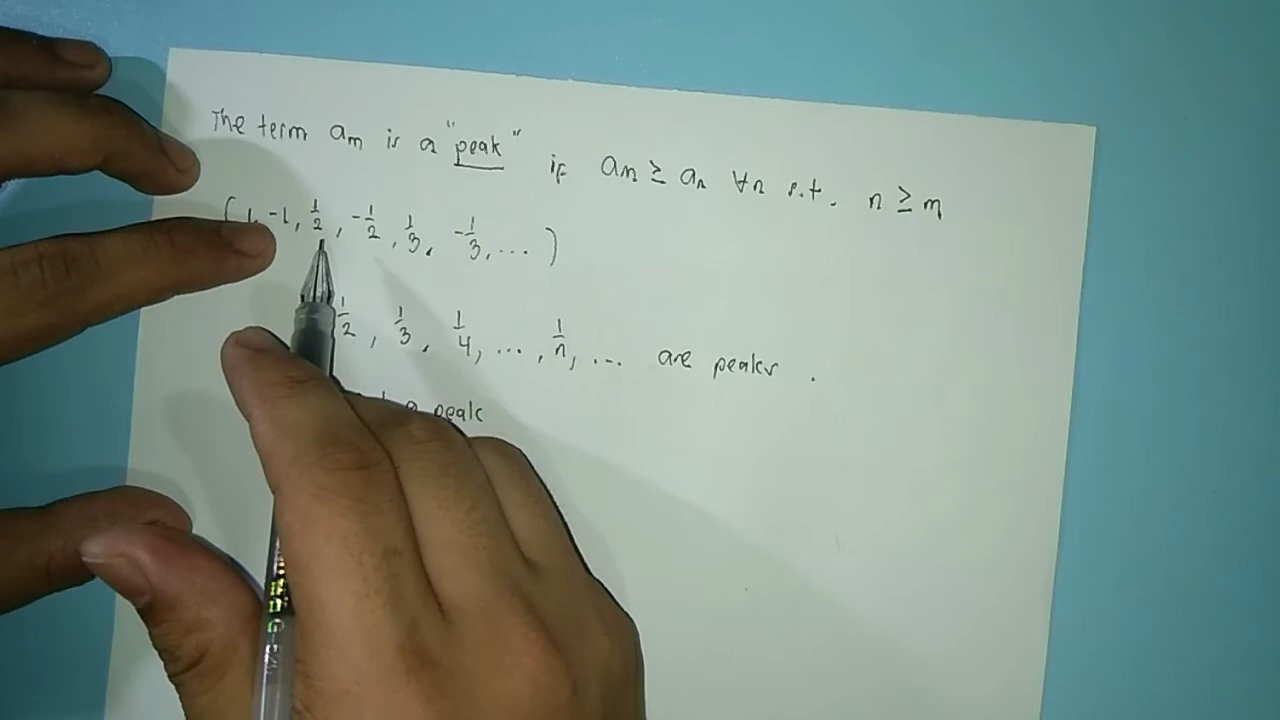 The term am is a "peak" if am ≥ an ∀n s.t. n ≥ m
( 1, -1, 1/2, -1/2, 1/3, -1/3, ... )
1/2, 1/3, 1/4, ..., 1/n, ... are peaks.
a peak